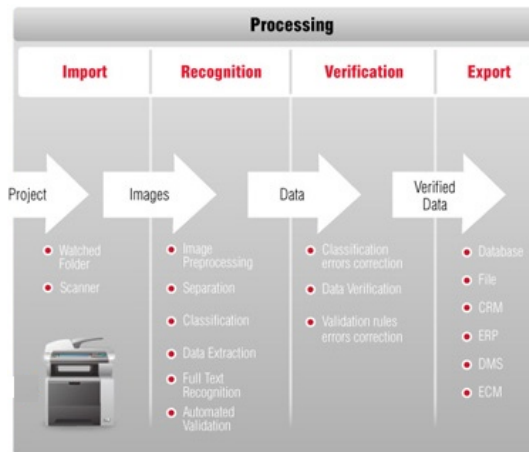 Processing
Import
Recognition
Verification
Export
Project
Images
Data
Verified
Data
Watched
Folder
Scanner
Image
Preprocessing
Separation
Classification
Data Extraction
Full Text
Recognition
Automated
Validation
Classification
errors correction
Data Verification
Validation rules
errors correction
Database
File
CRM
ERP
DMS
ECM